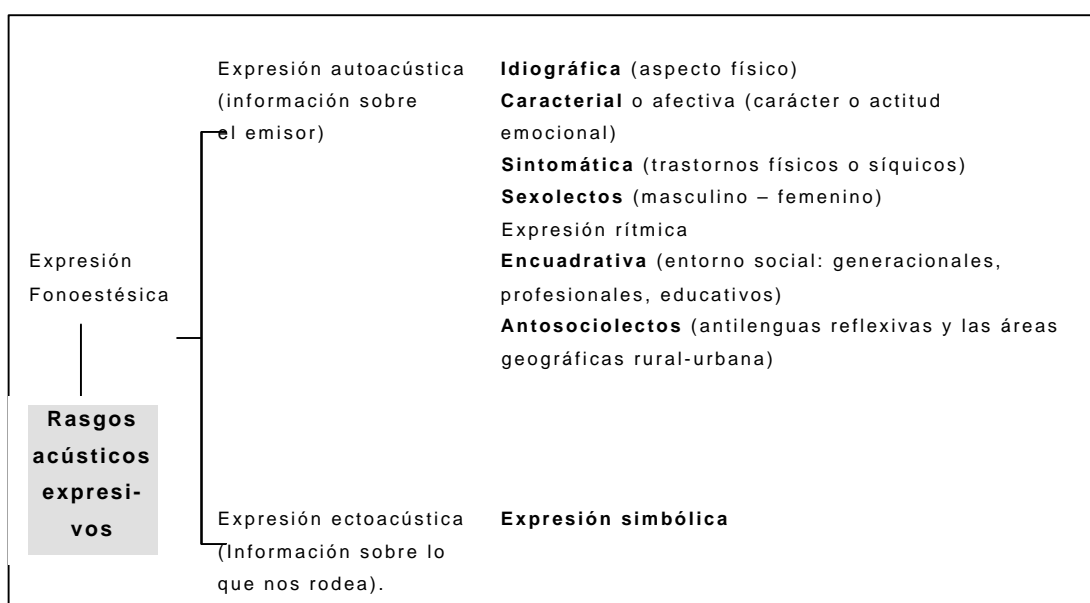 Expresión autoacústica
(información sobre
el emisor)
Idiográfica (aspecto físico)
Caracterial o afectiva (carácter o actitud
emocional)
Sintomática (trastornos físicos o síquicos)
Sexolectos (masculino – femenino)
Expresión rítmica
Encuadrativa (entorno social: generacionales,
profesionales, educativos)
Antosociolectos (antilenguas reflexivas y las áreas
geográficas rural-urbana)
Expresión
Fonoestésica
Rasgos
acústicos
expresi-
vos
Expresión ectoacústica
(Información sobre lo
que nos rodea).
Expresión simbólica